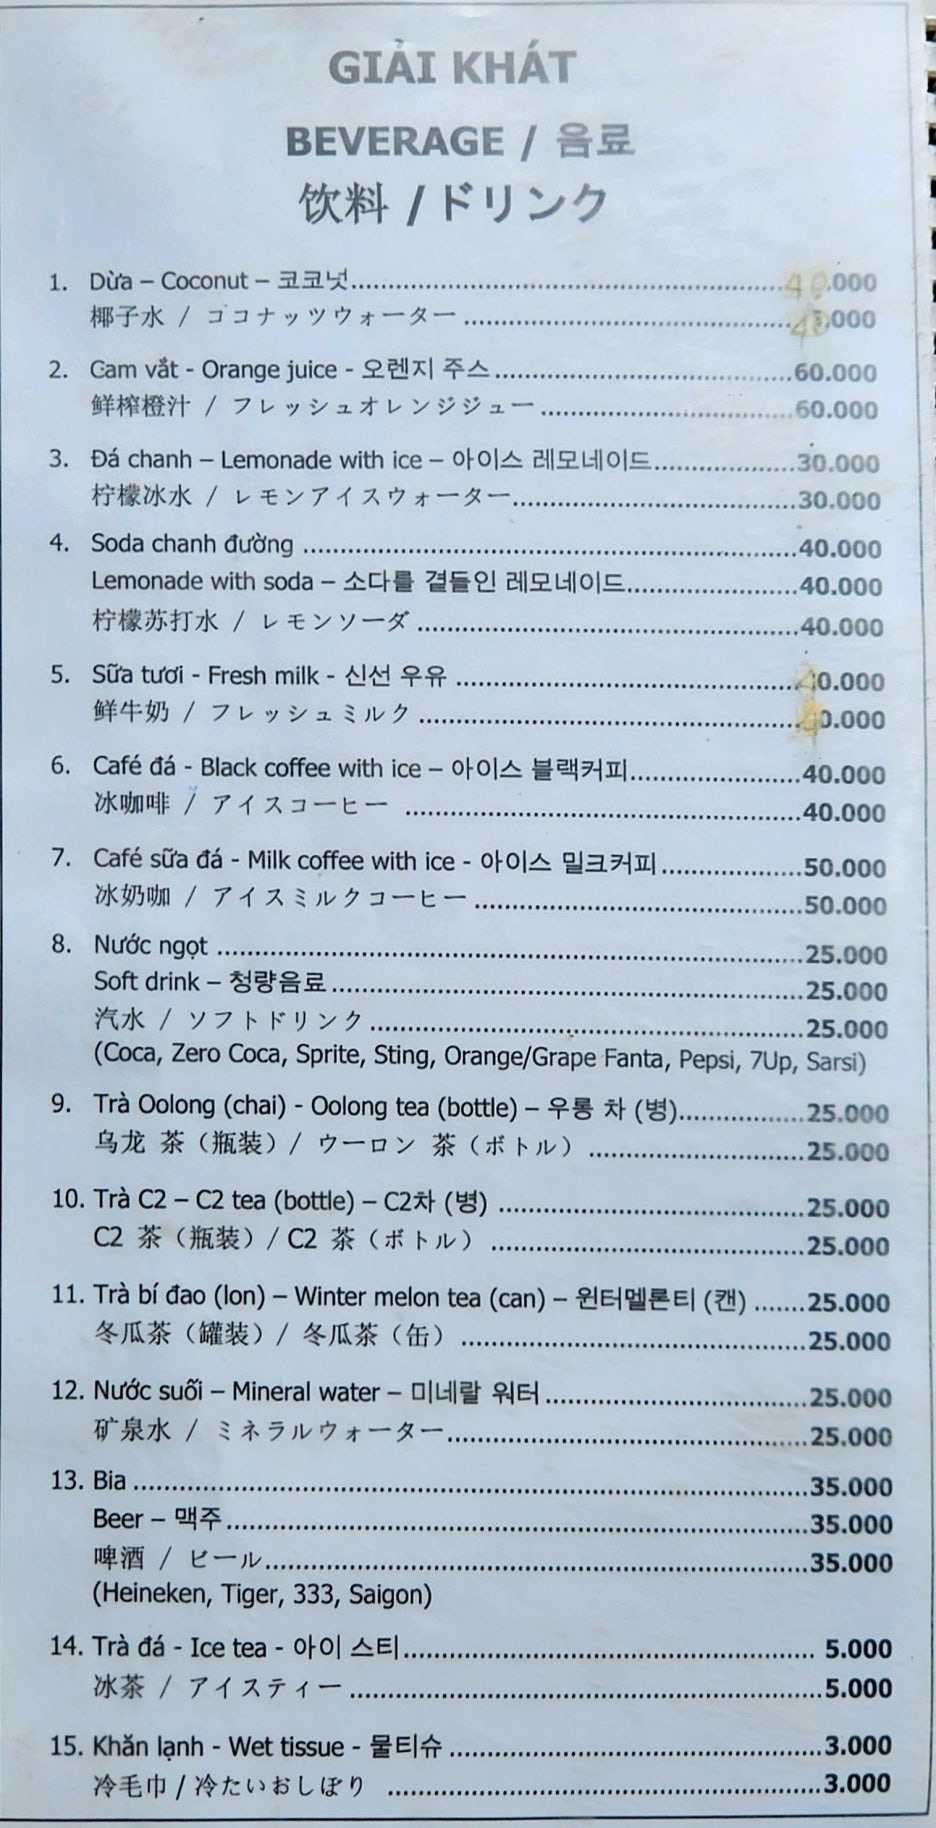 GIẢI KHÁT
BEVERAGE / 음료
饮料 / ドリンク
1. Dừa – Coconut – 코코넛..........40.000
椰子水 / ココナッツウォーター..........40.000
2. Cam vắt - Orange juice - 오렌지 주스..........60.000
鲜榨橙汁 / フレッシュオレンジジュー..........60.000
3. Đá chanh – Lemonade with ice – 아이스 레모네이드..........30.000
柠檬冰水 / レモンアイスウォーター..........30.000
4. Soda chanh đường..........40.000
Lemonade with soda – 소다를 곁들인 레모네이드..........40.000
柠檬苏打水 / レモンソーダ..........40.000
5. Sữa tươi - Fresh milk - 신선 우유..........40.000
鲜牛奶 / フレッシュミルク..........40.000
6. Café đá - Black coffee with ice – 아이스 블랙커피..........40.000
冰咖啡 / アイスコーヒー..........40.000
7. Café sữa đá - Milk coffee with ice - 아이스 밀크커피..........50.000
冰奶咖 / アイスミルクコーヒー..........50.000
8. Nước ngọt..........25.000
Soft drink – 청량음료..........25.000
汽水 / ソフトドリンク..........25.000
(Coca, Zero Coca, Sprite, Sting, Orange/Grape Fanta, Pepsi, 7Up, Sarsi)
9. Trà Oolong (chai) - Oolong tea (bottle) – 우롱 차 (병)..........25.000
乌龙 茶（瓶装）/ ウーロン 茶（ボトル）..........25.000
10. Trà C2 – C2 tea (bottle) – C2차 (병)..........25.000
C2 茶（瓶装）/ C2 茶（ボトル）..........25.000
11. Trà bí đao (lon) – Winter melon tea (can) – 윈터멜론티 (캔).......25.000
冬瓜茶（罐装）/ 冬瓜茶（缶）..........25.000
12. Nước suối – Mineral water – 미네랄 워터..........25.000
矿泉水 / ミネラルウォーター..........25.000
13. Bia..........35.000
Beer – 맥주..........35.000
啤酒 / ビール..........35.000
(Heineken, Tiger, 333, Saigon)
14. Trà đá - Ice tea - 아이 스티..........5.000
冰茶 / アイスティー..........5.000
15. Khăn lạnh - Wet tissue - 물티슈..........3.000
冷毛巾 / 冷たいおしぼり..........3.000